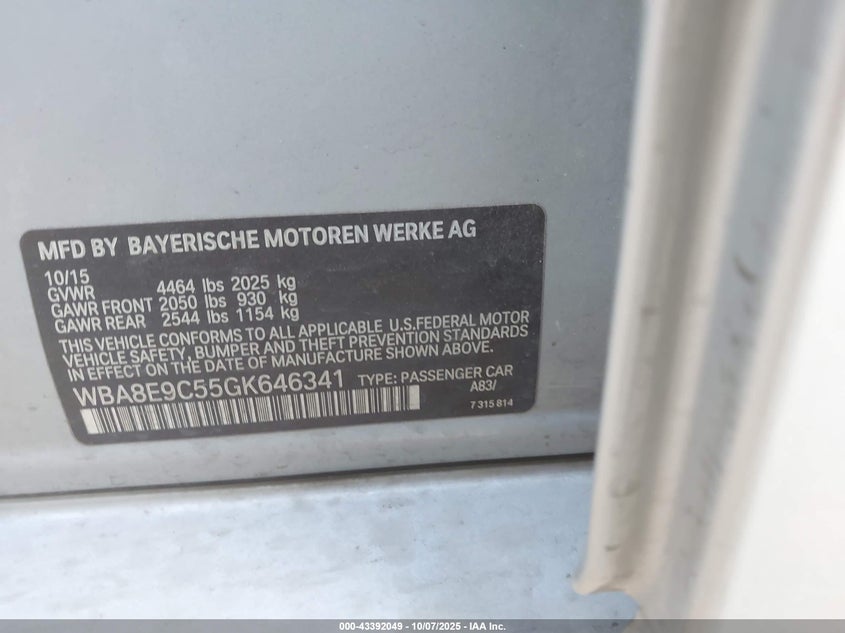 MFD BY BAYERISCHE MOTOREN WERKE AG
10/15
GVWR 4464 lbs 2025 kg
GAWR FRONT 2050 lbs 930 kg
GAWR REAR 2544 lbs 1154 kg
THIS VEHICLE CONFORMS TO ALL APPLICABLE U.S.FEDERAL MOTOR
VEHICLE SAFETY, BUMPER AND THEFT PREVENTION STANDARDS
IN EFFECT ON THE DATE OF MANUFACTURE SHOWN ABOVE.
WBA8E9C55GK646341 TYPE: PASSENGER CAR
A83/
7 315 814
000-43392049 - 10/07/2025 - IAA Inc.